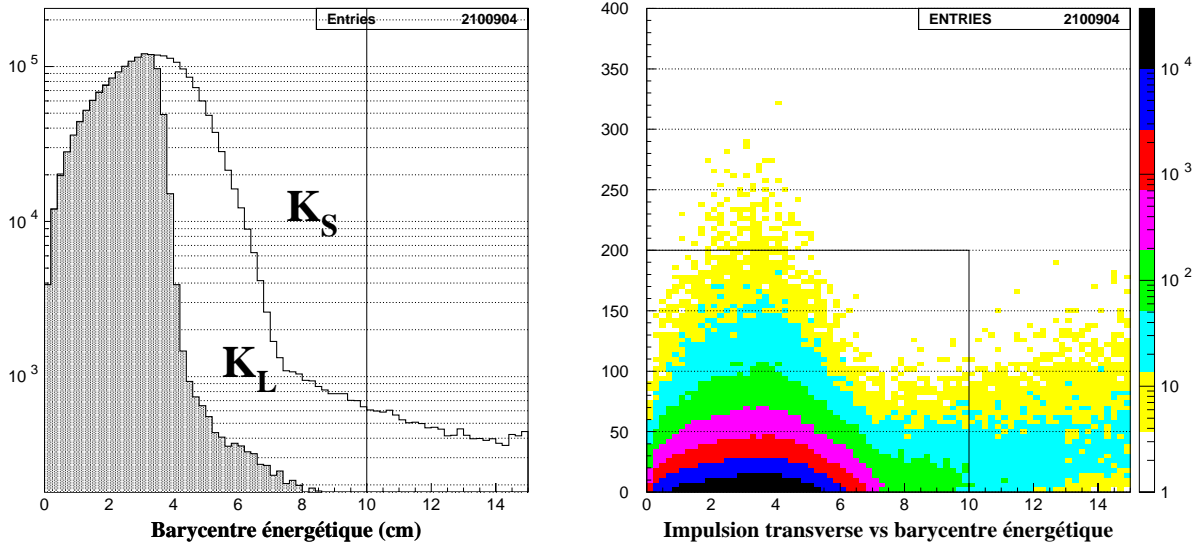 Entries 2100904
10^5
10^4
10^3
K_S
K_L
0 2 4 6 8 10 12 14
Barycentre énergétique (cm)
ENTRIES 2100904
400
350
300
250
200
150
100
50
0
0 2 4 6 8 10 12 14
Impulsion transverse vs barycentre énergétique
10^4
10^3
10^2
10
1